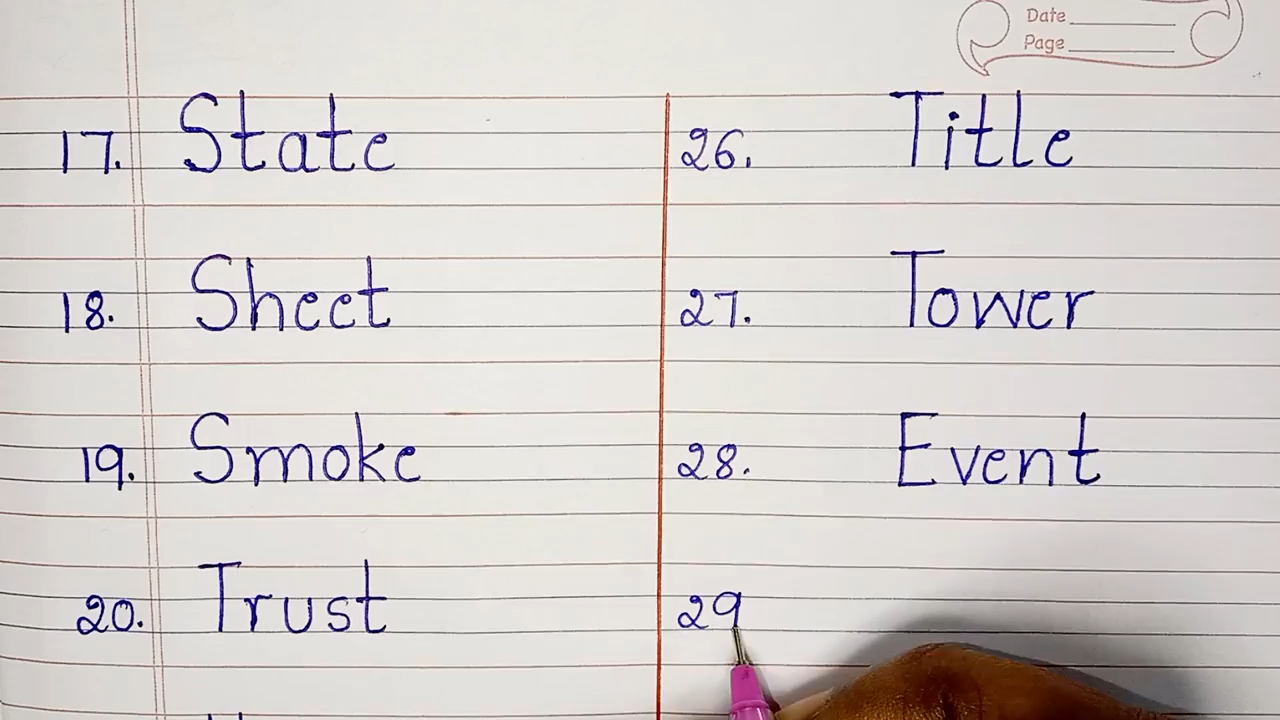 Date
Page
17. State
18. Sheet
19. Smoke
20. Trust
26. Title
27. Tower
28. Event
29